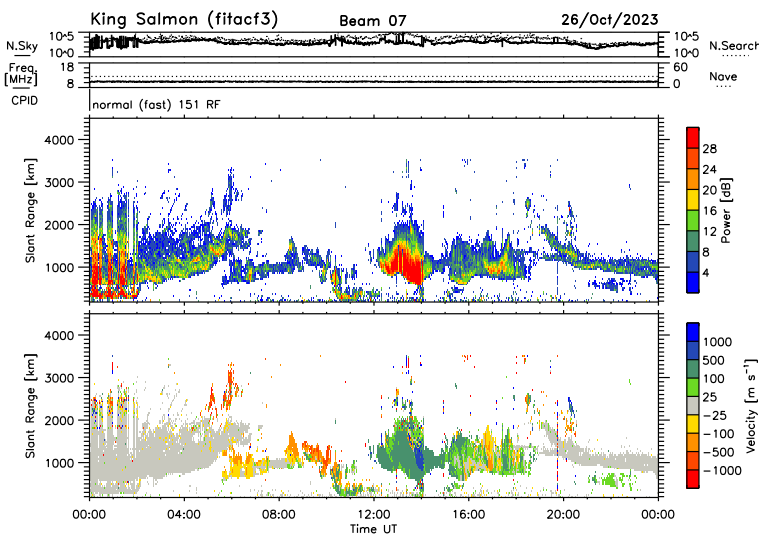 King Salmon (fitacf3) Beam 07 26/Oct/2023
N.Sky 10^5 10^0 10^5 10^0 N.Search
Freq. [MHz] 18 8 60 0 Nave
CPID normal (fast) 151 RF
Slant Range [km]
4000
3000
2000
1000
28
24
20
16
12
8
4
Power [dB]
Slant Range [km]
4000
3000
2000
1000
1000
500
100
25
-25
-100
-500
-1000
Velocity [m s^-1]
00:00 04:00 08:00 12:00 16:00 20:00 00:00
Time UT